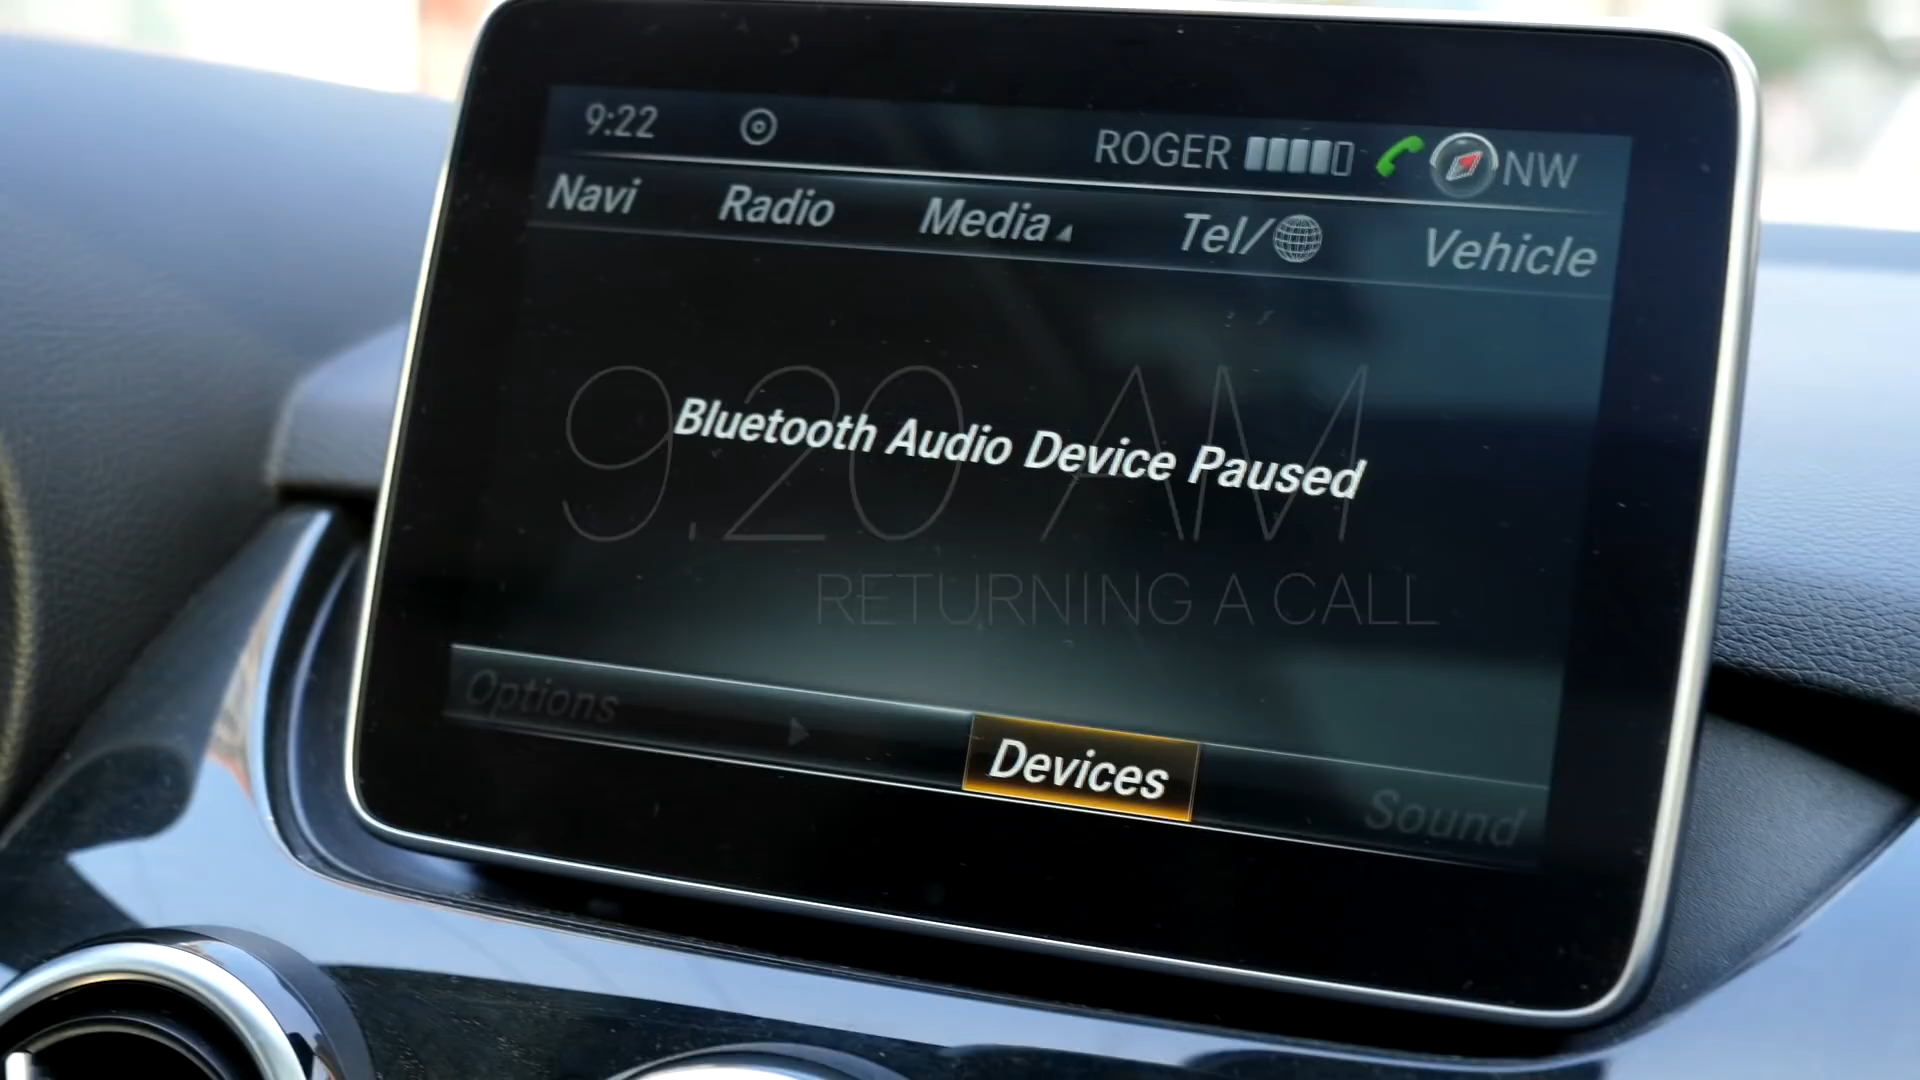 9:22 ROGER NW
Navi Radio Media Tel/ Vehicle
9.20 AM
Bluetooth Audio Device Paused
RETURNING A CALL
Options Devices Sound